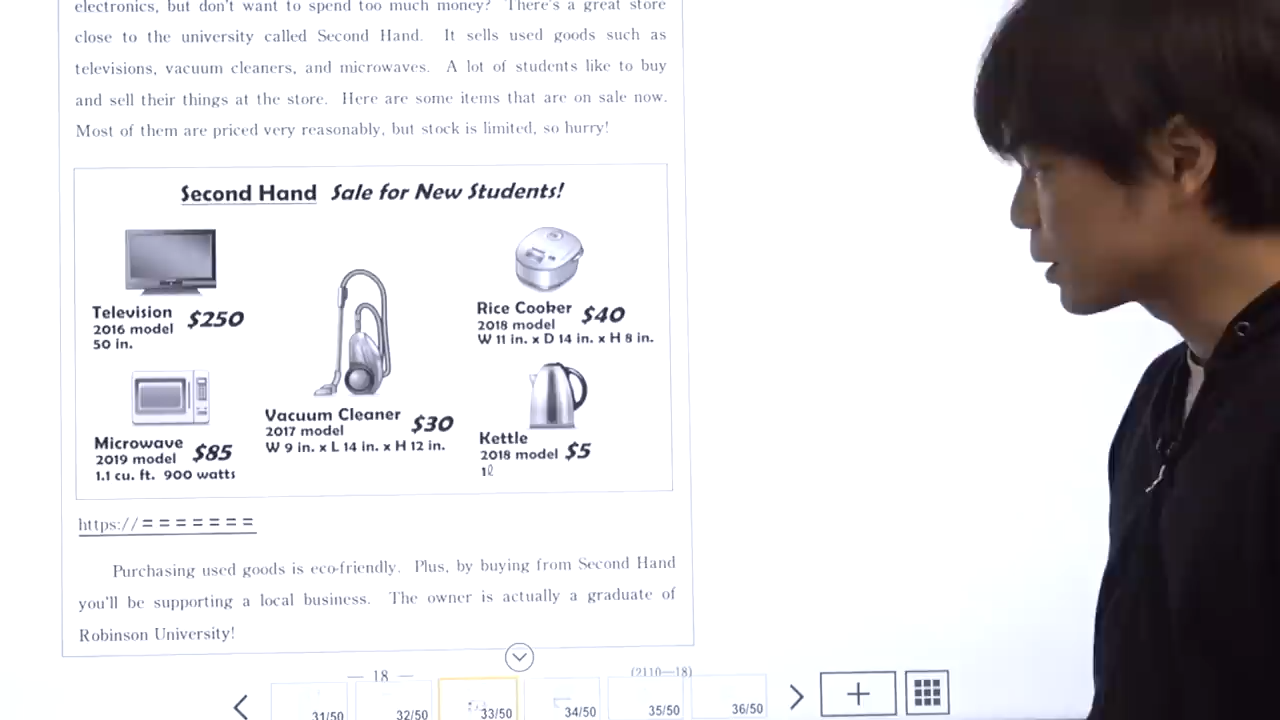 electronics, but don't want to spend too much money? There's a great store
close to the university called Second Hand. It sells used goods such as
televisions, vacuum cleaners, and microwaves. A lot of students like to buy
and sell their things at the store. Here are some items that are on sale now.
Most of them are priced very reasonably, but stock is limited, so hurry!
Second Hand Sale for New Students!
Television $250
2016 model
50 in.
Rice Cooker $40
2018 model
W 11 in. x D 14 in. x H 8 in.
Microwave $85
2019 model
1.1 cu. ft. 900 watts
Vacuum Cleaner $30
2017 model
W 9 in. x L 14 in. x H 12 in.
Kettle
2018 model $5
1ℓ
https://=======
Purchasing used goods is eco-friendly. Plus, by buying from Second Hand
you'll be supporting a local business. The owner is actually a graduate of
Robinson University!
— 18 — (2110—18)
31/50 32/50 33/50 34/50 35/50 36/50